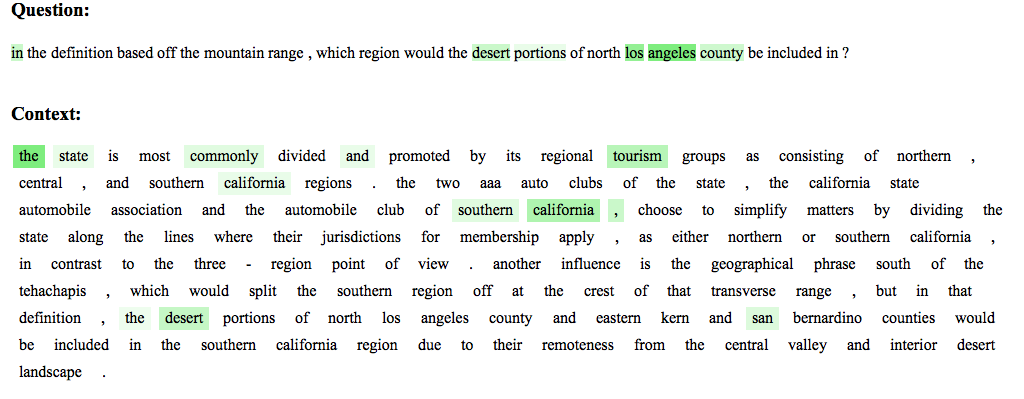 Question:
in the definition based off the mountain range , which region would the desert portions of north los angeles county be included in ?
Context:
the state is most commonly divided and promoted by its regional tourism groups as consisting of northern ,
central , and southern california regions . the two aaa auto clubs of the state , the california state
automobile association and the automobile club of southern california , choose to simplify matters by dividing the
state along the lines where their jurisdictions for membership apply , as either northern or southern california ,
in contrast to the three - region point of view . another influence is the geographical phrase south of the
tehachapis , which would split the southern region off at the crest of that transverse range , but in that
definition , the desert portions of north los angeles county and eastern kern and san bernardino counties would
be included in the southern california region due to their remoteness from the central valley and interior desert
landscape .